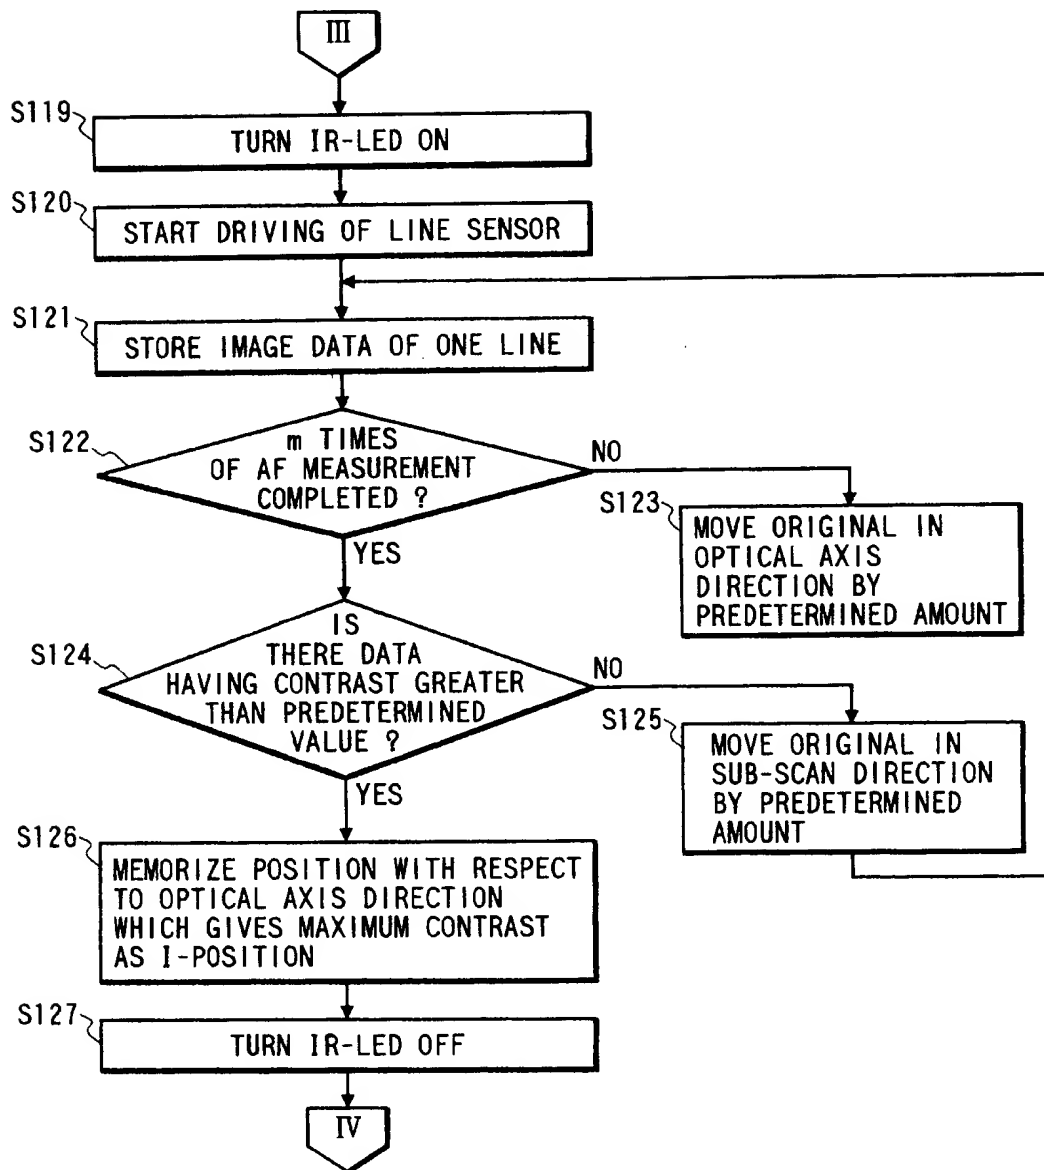 III
S119
TURN IR-LED ON
S120
START DRIVING OF LINE SENSOR
S121
STORE IMAGE DATA OF ONE LINE
S122
m TIMES
OF AF MEASUREMENT
COMPLETED ?
NO
YES
S123
MOVE ORIGINAL IN
OPTICAL AXIS
DIRECTION BY
PREDETERMINED AMOUNT
S124
IS
THERE DATA
HAVING CONTRAST GREATER
THAN PREDETERMINED
VALUE ?
NO
YES
S125
MOVE ORIGINAL IN
SUB-SCAN DIRECTION
BY PREDETERMINED
AMOUNT
S126
MEMORIZE POSITION WITH RESPECT
TO OPTICAL AXIS DIRECTION
WHICH GIVES MAXIMUM CONTRAST
AS I-POSITION
S127
TURN IR-LED OFF
IV